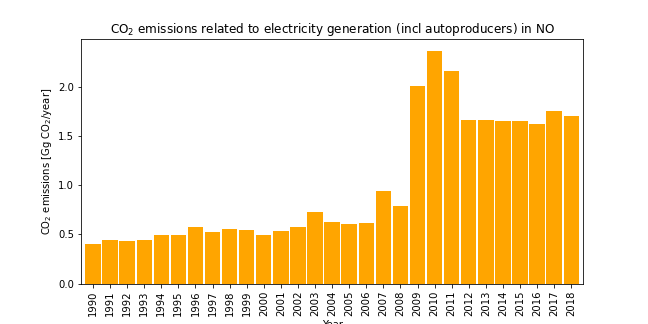 CO₂ emissions related to electricity generation (incl autoproducers) in NO
CO₂ emissions [Gg CO₂/year]
2.0
1.5
1.0
0.5
0.0
1990 1991 1992 1993 1994 1995 1996 1997 1998 1999 2000 2001 2002 2003 2004 2005 2006 2007 2008 2009 2010 2011 2012 2013 2014 2015 2016 2017 2018
Year